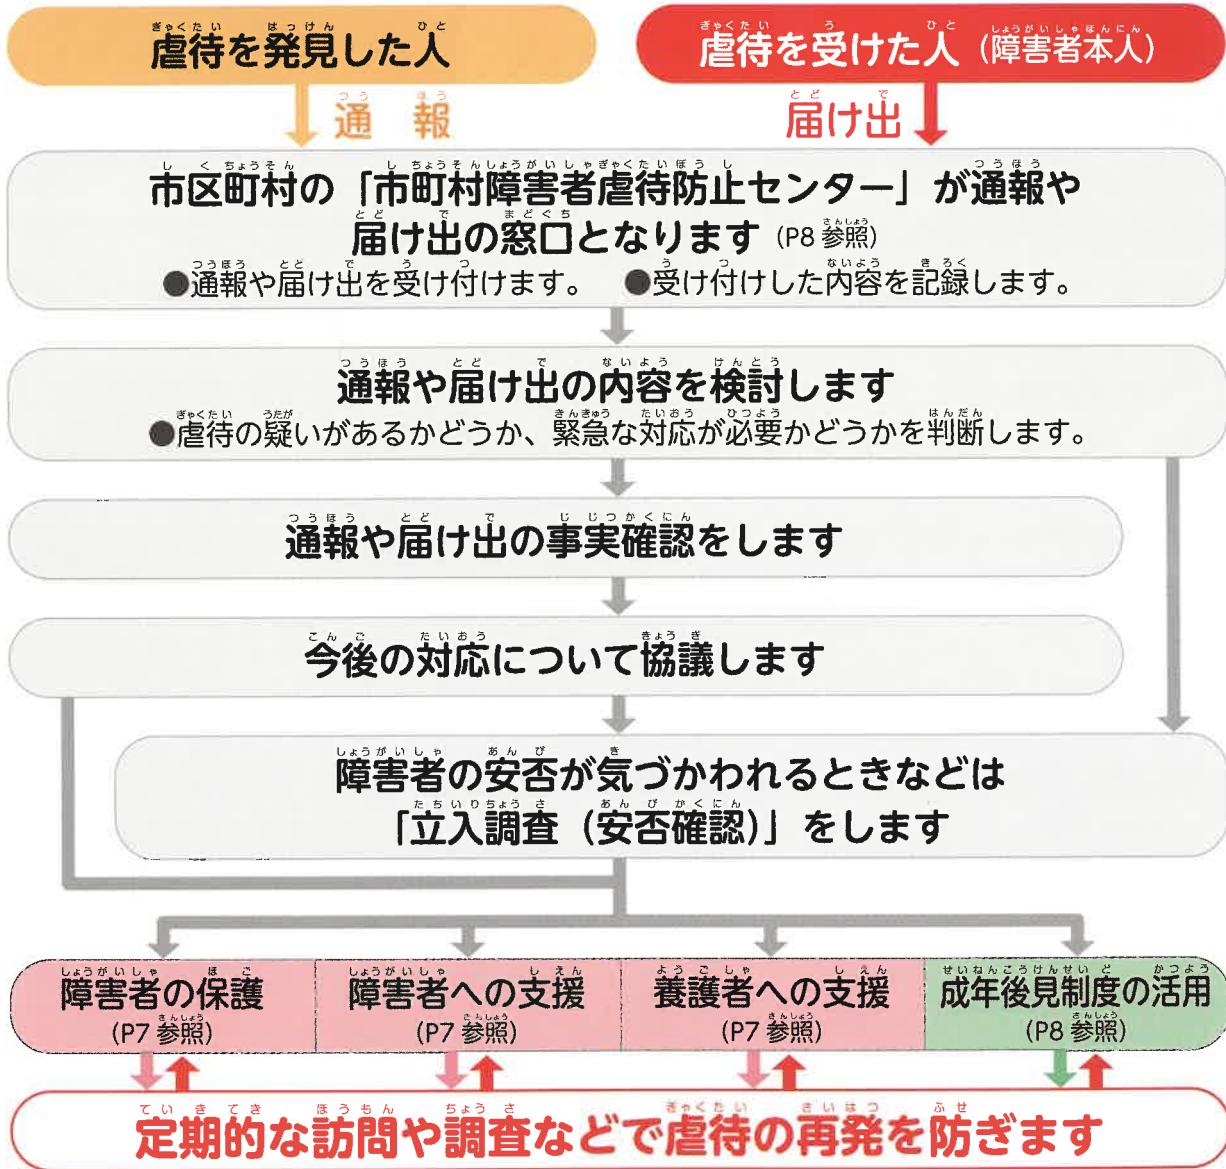 虐待を発見した人
虐待を受けた人（障害者本人）
通報
届け出
市区町村の「市町村障害者虐待防止センター」が通報や
届け出の窓口となります（P8 参照）
●通報や届け出を受け付けます。 ●受け付けした内容を記録します。
通報や届け出の内容を検討します
●虐待の疑いがあるかどうか、緊急な対応が必要かどうかを判断します。
通報や届け出の事実確認をします
今後の対応について協議します
障害者の安否が気づかわれるときなどは
「立入調査（安否確認）」をします
障害者の保護
（P7 参照）
障害者への支援
（P7 参照）
養護者への支援
（P7 参照）
成年後見制度の活用
（P8 参照）
定期的な訪問や調査などで虐待の再発を防ぎます